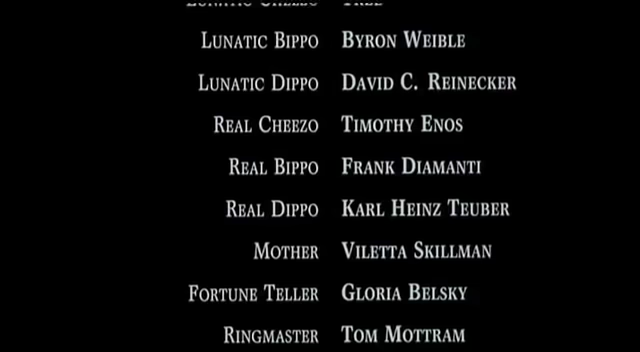 LUNATIC BIPPO BYRON WEIBLE
LUNATIC DIPPO DAVID C. REINECKER
REAL CHEEZO TIMOTHY ENOS
REAL BIPPO FRANK DIAMANTI
REAL DIPPO KARL HEINZ TEUBER
MOTHER VILETTA SKILLMAN
FORTUNE TELLER GLORIA BELSKY
RINGMASTER TOM MOTTRAM